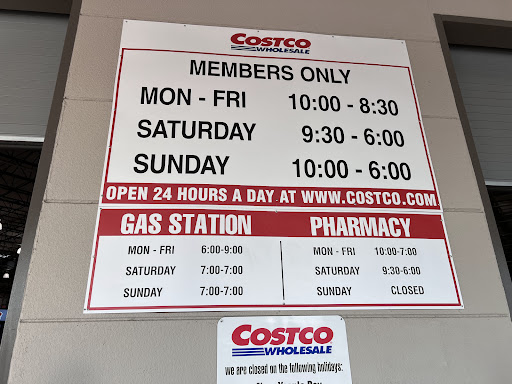 COSTCO
WHOLESALE
MEMBERS ONLY
MON - FRI 10:00 - 8:30
SATURDAY 9:30 - 6:00
SUNDAY 10:00 - 6:00
OPEN 24 HOURS A DAY AT WWW.COSTCO.COM
GAS STATION PHARMACY
MON - FRI 6:00-9:00 MON - FRI 10:00-7:00
SATURDAY 7:00-7:00 SATURDAY 9:30-6:00
SUNDAY 7:00-7:00 SUNDAY CLOSED
COSTCO
WHOLESALE
we are closed on the following holidays: